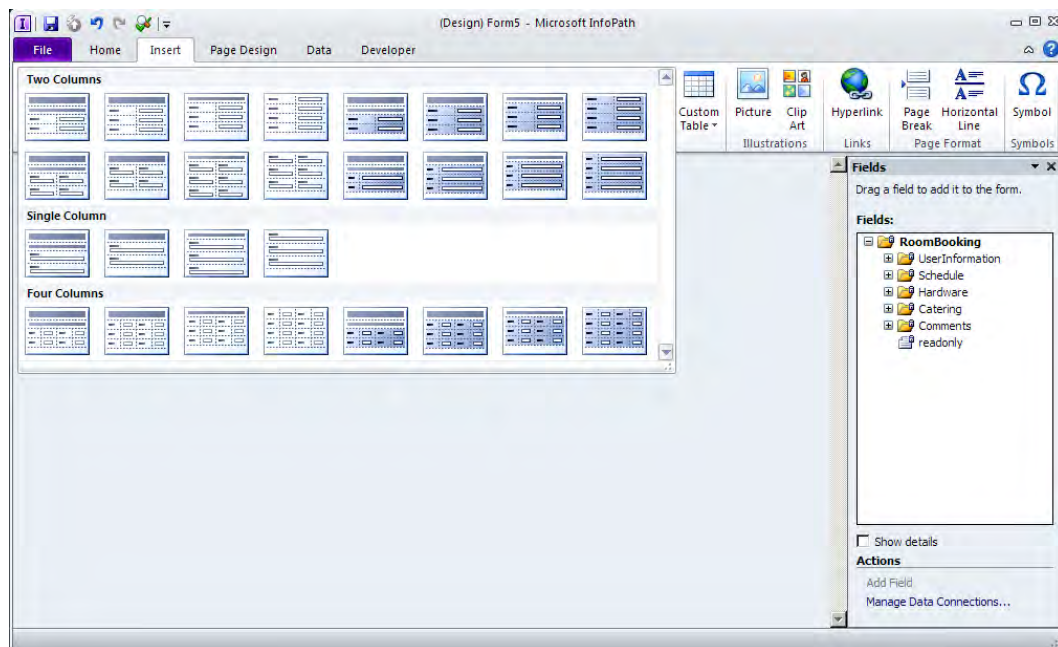 (Design) Form5 - Microsoft InfoPath
File Home Insert Page Design Data Developer
Two Columns
Single Column
Four Columns
Custom Table
Picture
Clip Art
Illustrations
Hyperlink
Links
Page Break
Horizontal Line
Page Format
Symbol
Symbols
Fields
Drag a field to add it to the form.
Fields:
RoomBooking
UserInformation
Schedule
Hardware
Catering
Comments
readonly
Show details
Actions
Add Field
Manage Data Connections...